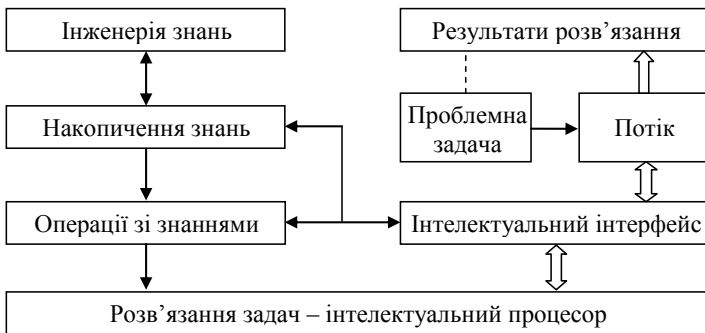 Інженерія знань
Результати розв’язання
Накопичення знань
Проблемна
задача
Потік
Операції зі знаннями
Інтелектуальний інтерфейс
Розв’язання задач – інтелектуальний процесор